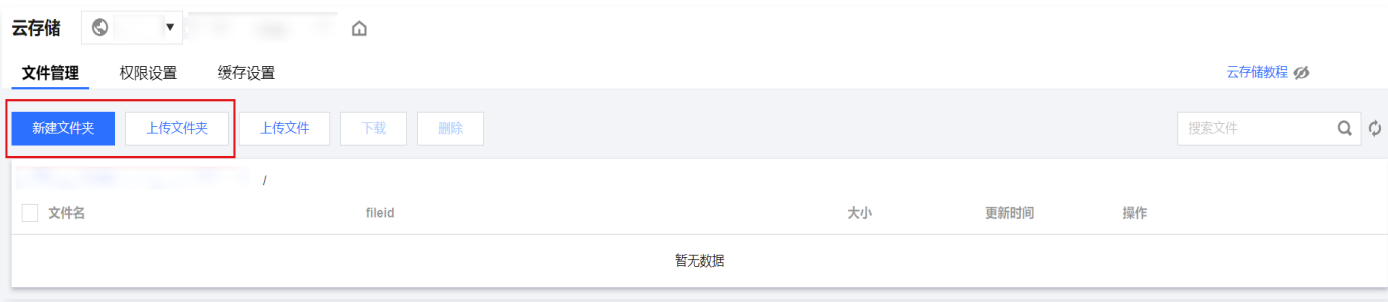 云存储
文件管理 权限设置 缓存设置 云存储教程
新建文件夹 上传文件夹 上传文件 下载 删除 搜索文件
/
文件名 fileid 大小 更新时间 操作
暂无数据